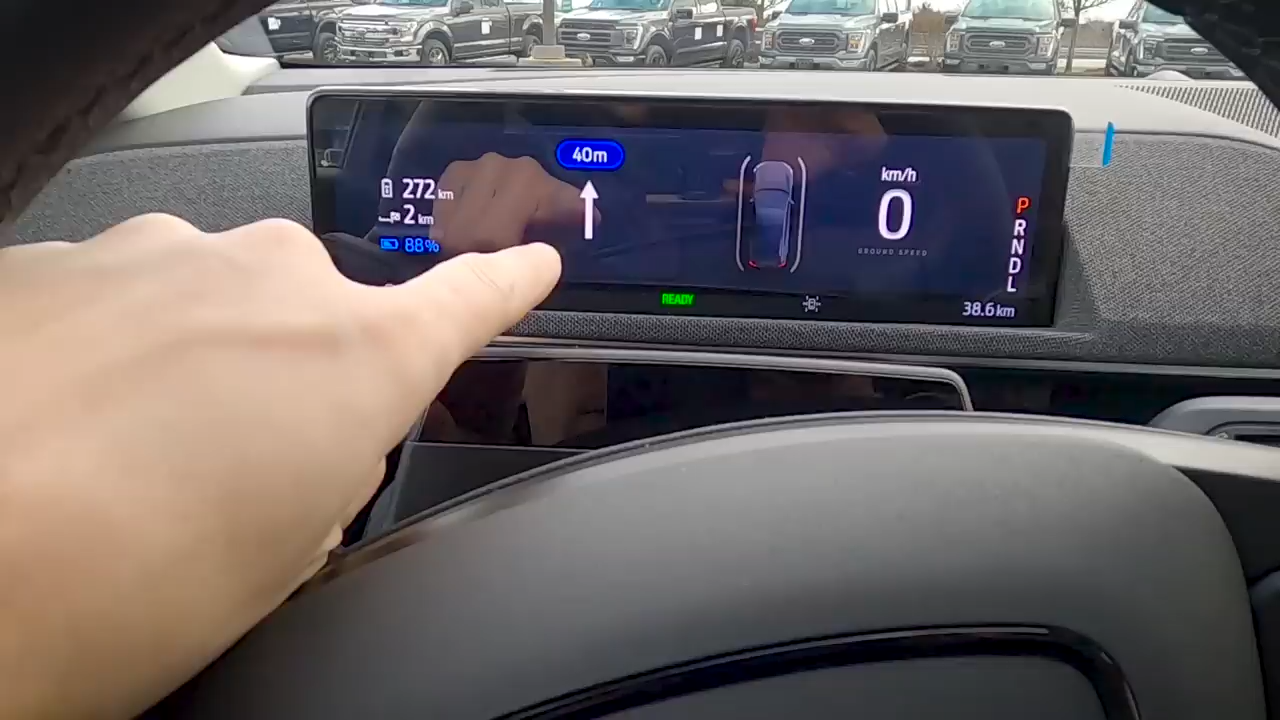 40m
272 km
2 km
88%
km/h
0
GROUND SPEED
P
R
N
D
L
READY
38.6 km